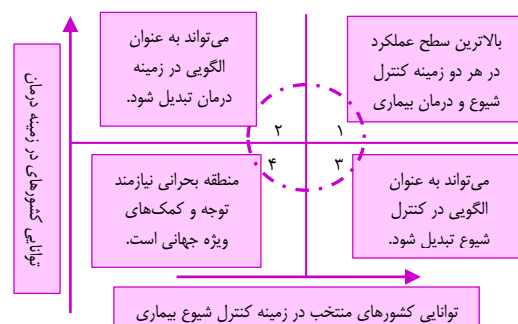 بالاترین سطح عملکرد
در هر دو زمینه کنترل
شیوع و درمان بیماری
می‌تواند به عنوان
الگویی در زمینه
درمان تبدیل شود.
۱
۲
۳
۴
می‌تواند به عنوان
الگویی در کنترل
شیوع تبدیل شود.
منطقه بحرانی نیازمند
توجه و کمک‌های
ویژه جهانی است.
توانایی کشورهای در زمینه درمان
توانایی کشورهای منتخب در زمینه کنترل شیوع بیماری